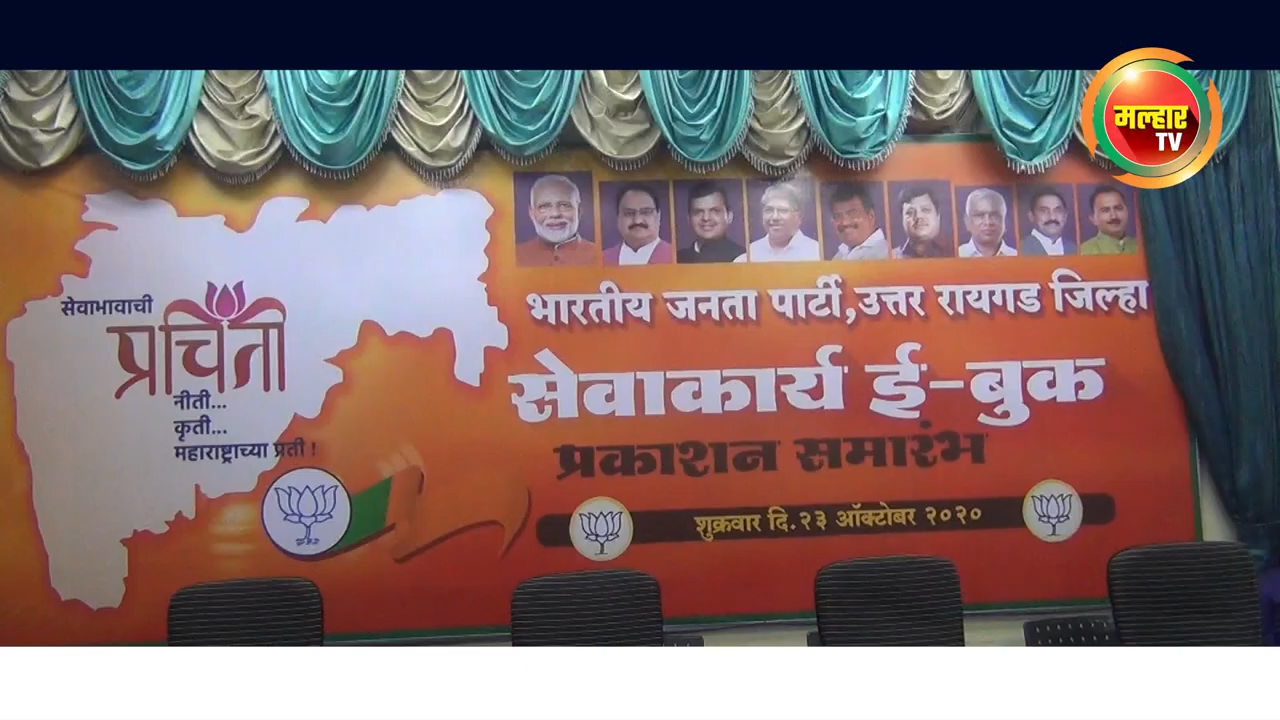 मल्हार
TV
सेवाभावाची
प्रचिती
नीती...
कृती...
महाराष्ट्राच्या प्रती !
भारतीय जनता पार्टी,उत्तर रायगड जिल्हा
सेवाकार्य ई-बुक
प्रकाशन समारंभ
शुक्रवार दि.२३ ऑक्टोबर २०२०